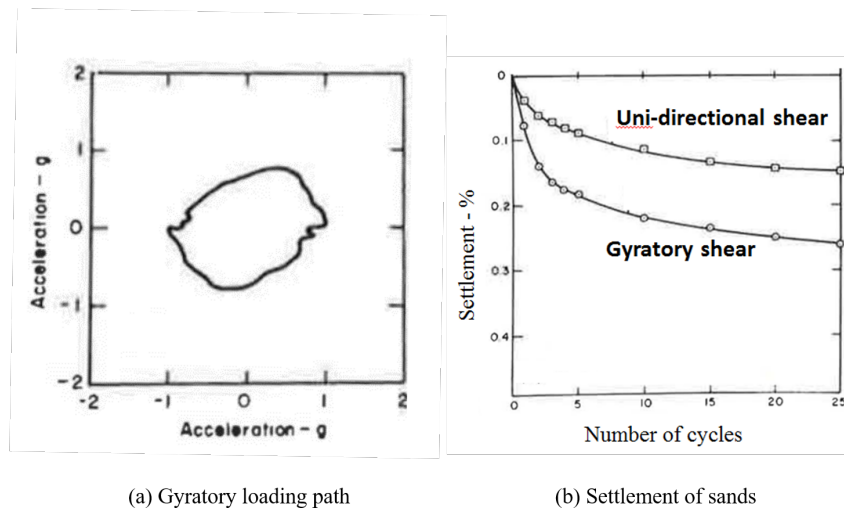 2
1
0
-1
-2
-2
-1
0
1
2
Acceleration - g
Acceleration - g
(a) Gyratory loading path
0
0.1
0.2
0.3
0.4
0
5
10
15
20
25
Settlement - %
Uni-directional shear
Gyratory shear
Number of cycles
(b) Settlement of sands